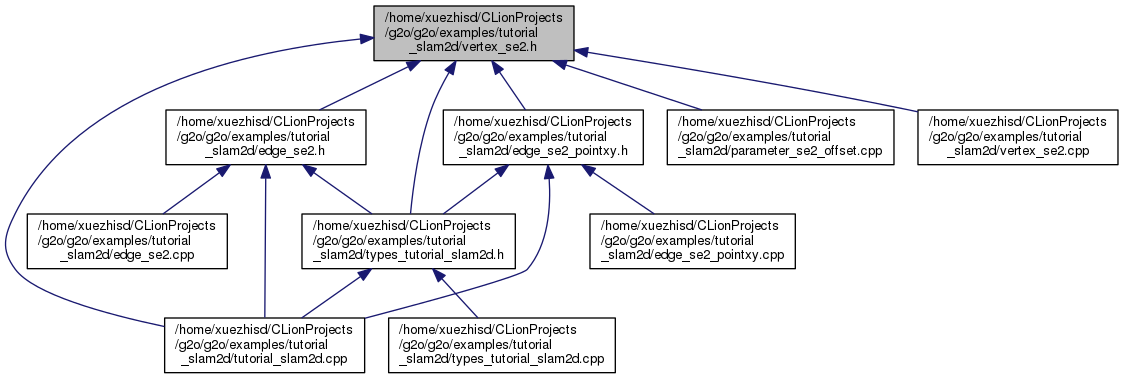 /home/xuezhisd/CLionProjects
/g2o/g2o/examples/tutorial
_slam2d/vertex_se2.h
/home/xuezhisd/CLionProjects
/g2o/g2o/examples/tutorial
_slam2d/edge_se2.h
/home/xuezhisd/CLionProjects
/g2o/g2o/examples/tutorial
_slam2d/edge_se2_pointxy.h
/home/xuezhisd/CLionProjects
/g2o/g2o/examples/tutorial
_slam2d/parameter_se2_offset.cpp
/home/xuezhisd/CLionProjects
/g2o/g2o/examples/tutorial
_slam2d/vertex_se2.cpp
/home/xuezhisd/CLionProjects
/g2o/g2o/examples/tutorial
_slam2d/edge_se2.cpp
/home/xuezhisd/CLionProjects
/g2o/g2o/examples/tutorial
_slam2d/types_tutorial_slam2d.h
/home/xuezhisd/CLionProjects
/g2o/g2o/examples/tutorial
_slam2d/edge_se2_pointxy.cpp
/home/xuezhisd/CLionProjects
/g2o/g2o/examples/tutorial
_slam2d/tutorial_slam2d.cpp
/home/xuezhisd/CLionProjects
/g2o/g2o/examples/tutorial
_slam2d/types_tutorial_slam2d.cpp